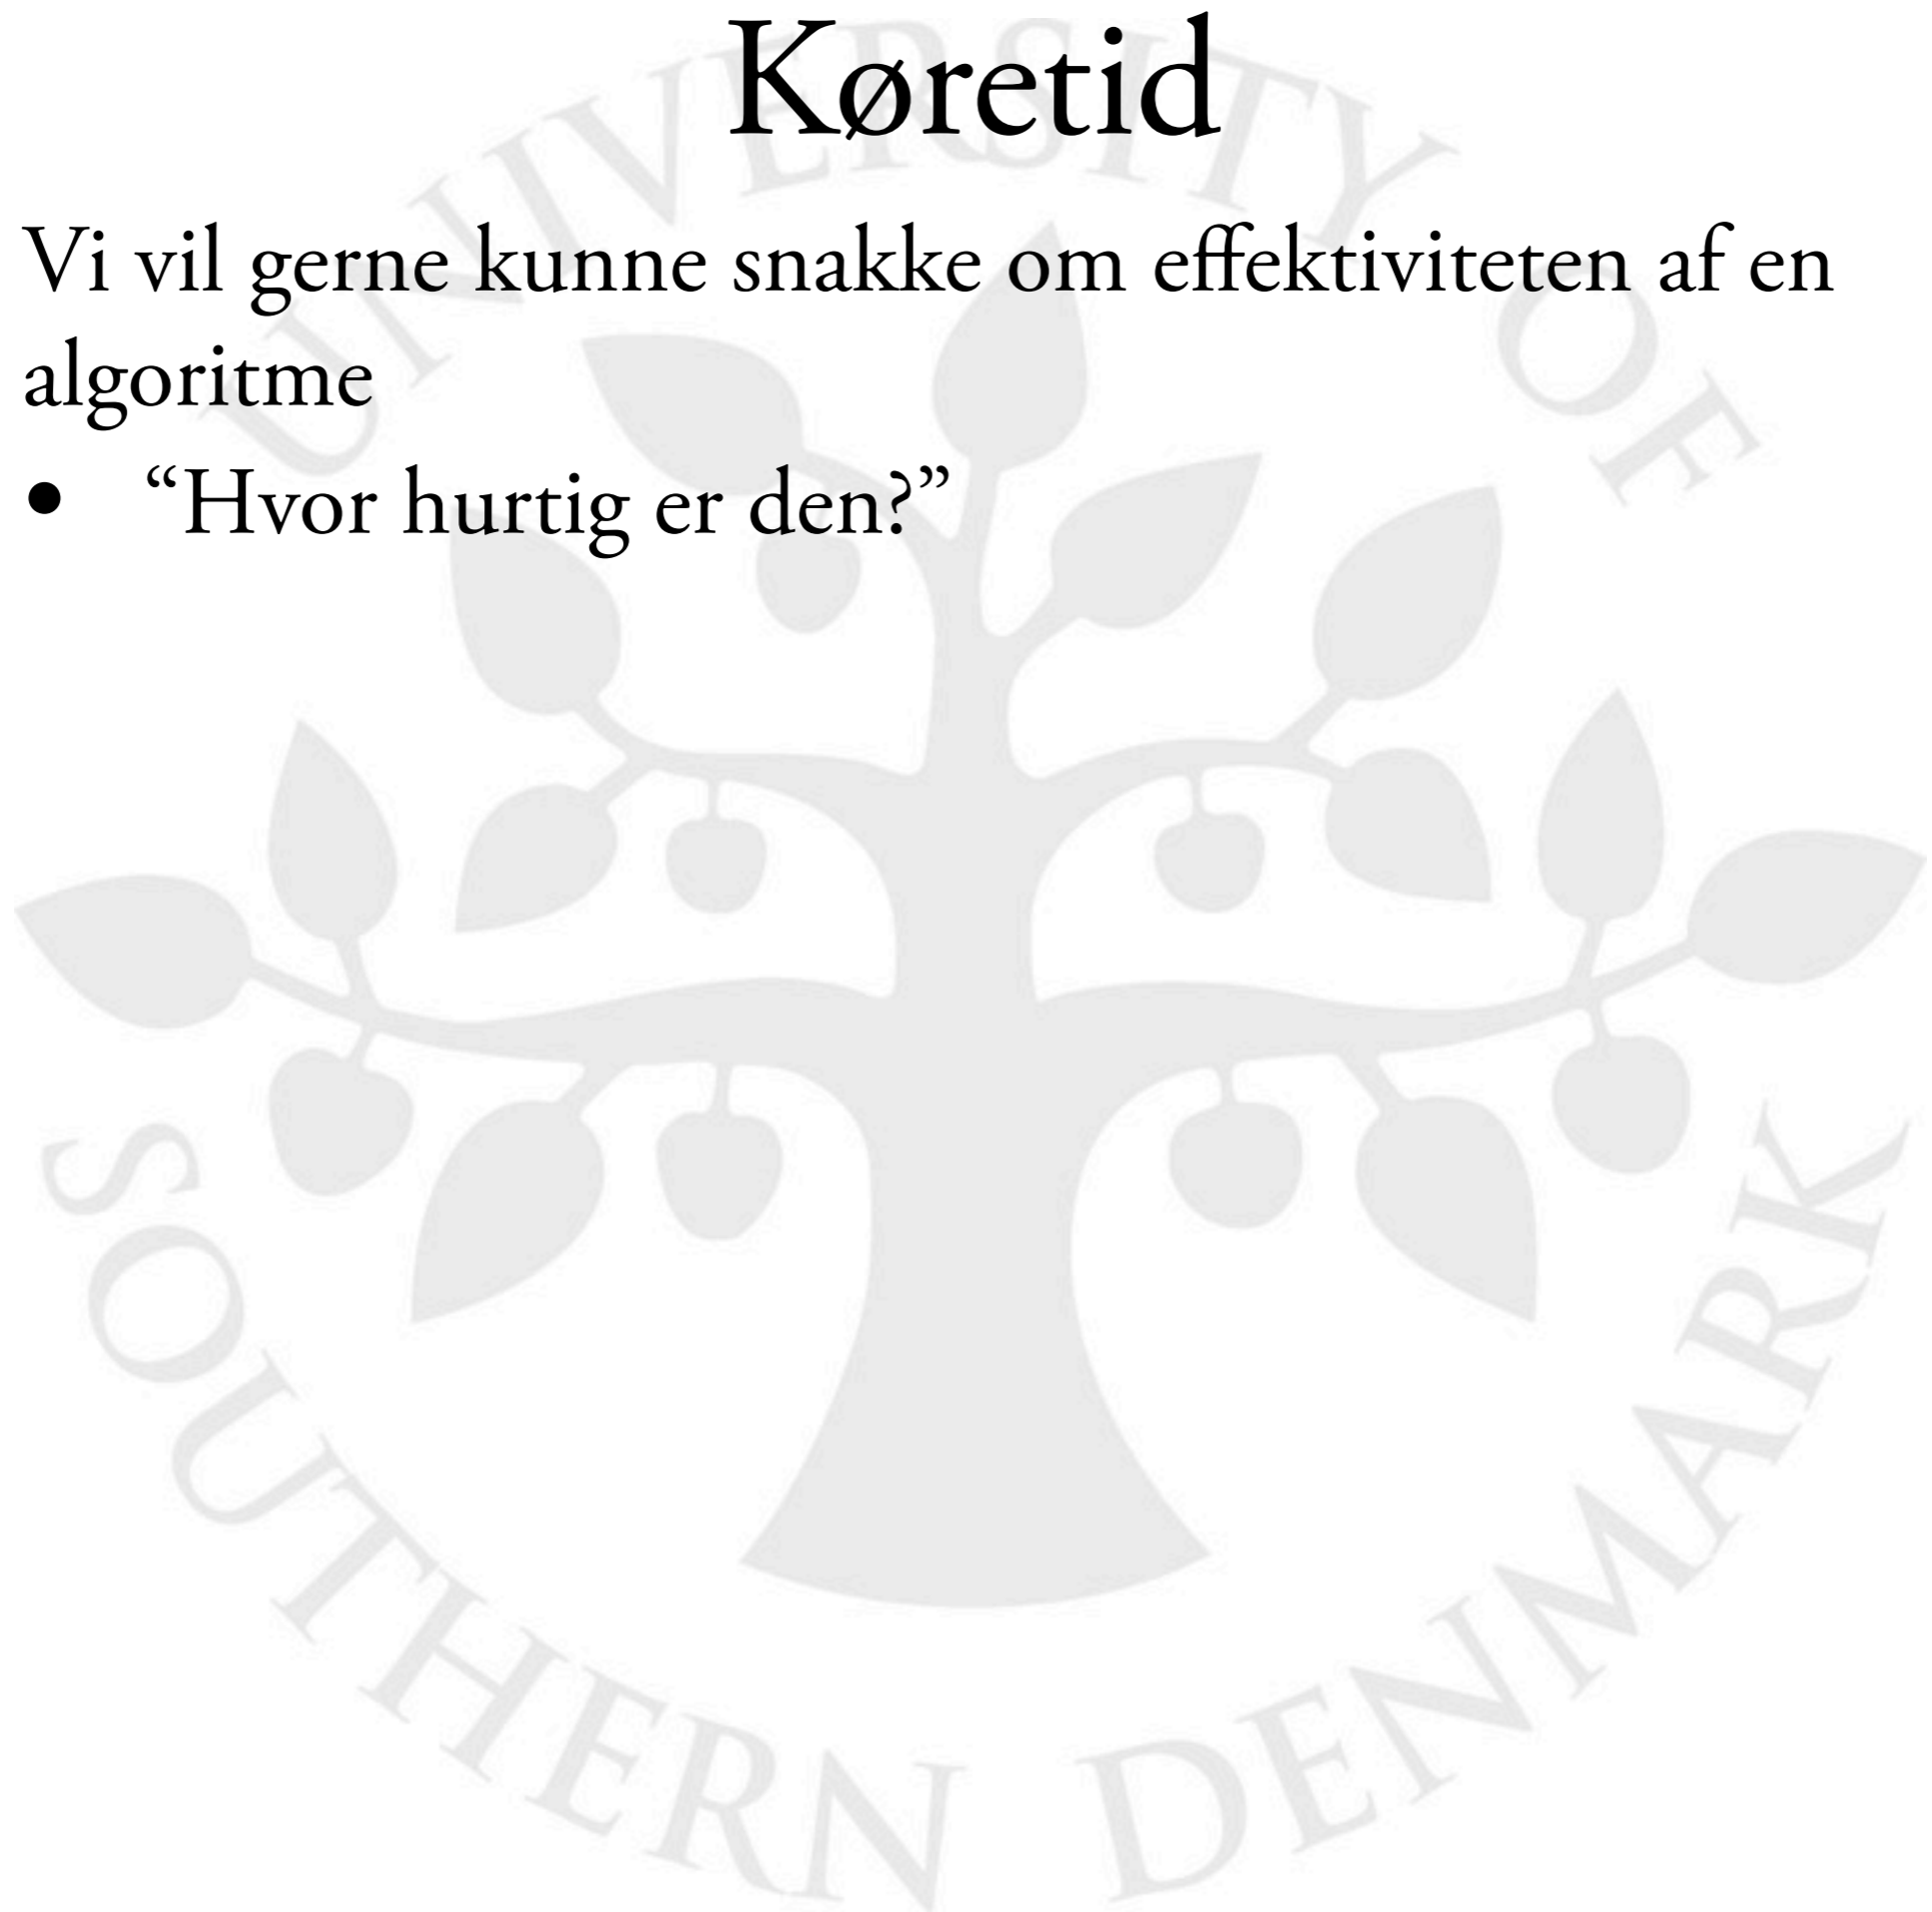 Køretid
Vi vil gerne kunne snakke om effektiviteten af en
algoritme
• “Hvor hurtig er den?”
UNIVERSITY OF
SOUTHERN DENMARK